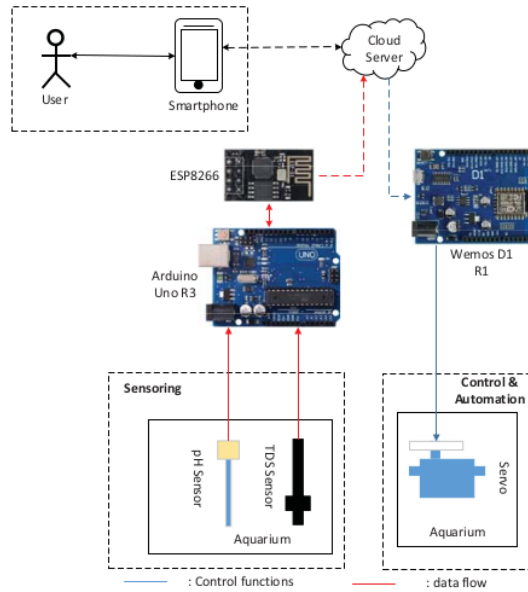 Cloud
Server
User
Smartphone
ESP8266
D1
Wemos D1
R1
UNO
Arduino
Uno R3
Sensoring
pH Sensor
TDS Sensor
Aquarium
Control &
Automation
Servo
Aquarium
: Control functions
: data flow